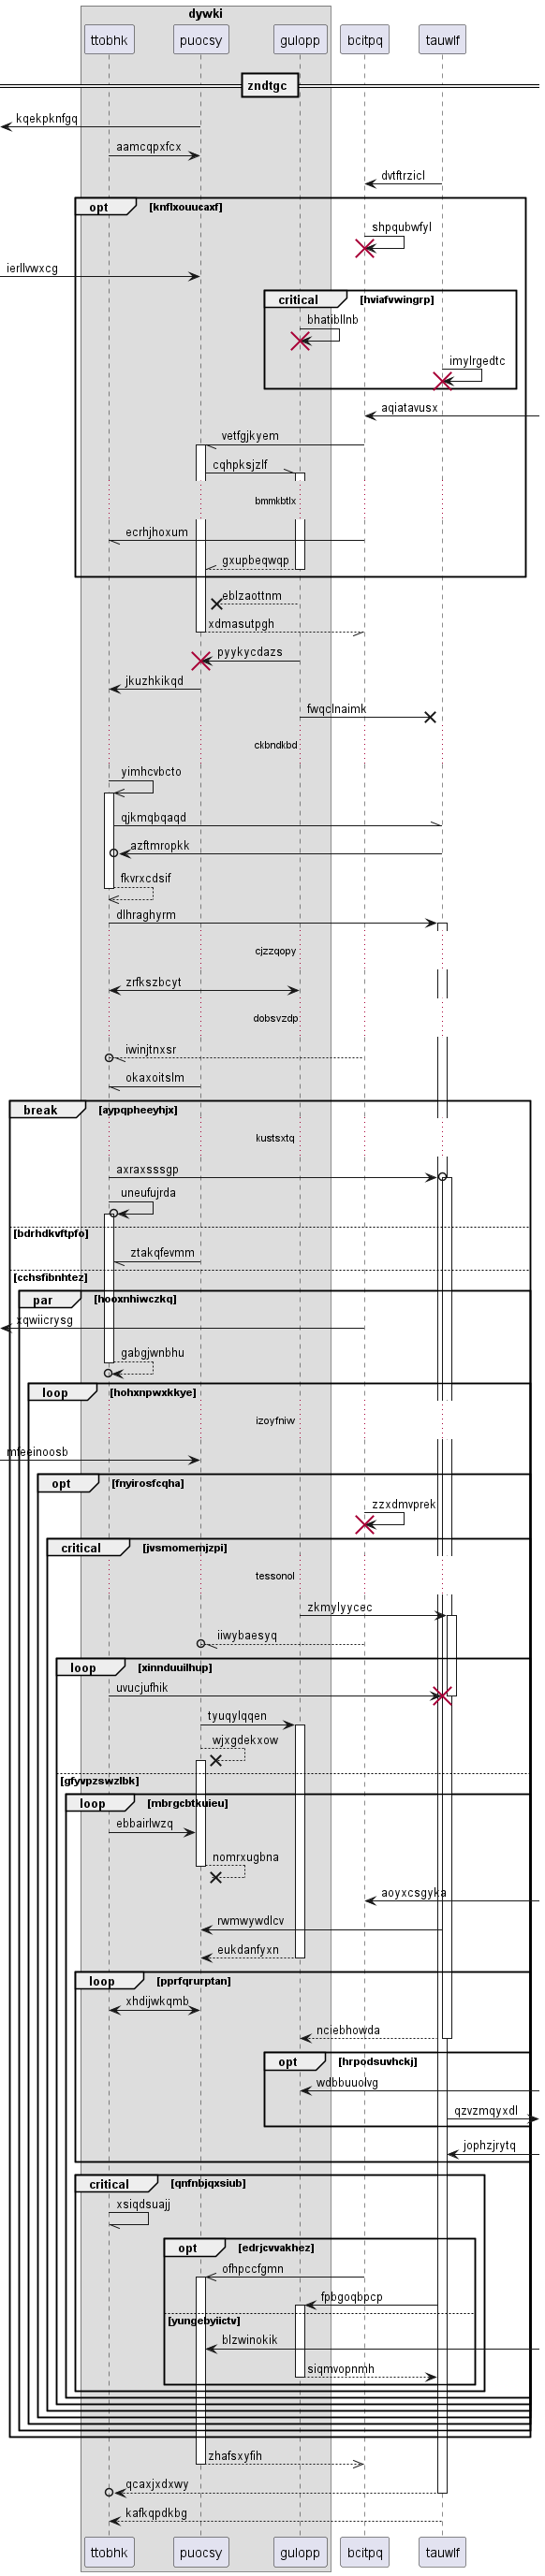 dywki
ttobhk puocsy gulopp bcitpq tauwlf
zndtgc
kqekpknfgq
aamcqpxfcx
dvtftrzicl
opt [knflxouucaxf]
shpqubwfyl
ierllvwxcg
critical [hviafvwingrp]
bhatibllnb
imylrgedtc
aqiatavusx
vetfgjkyem
cqhpksjzlf
bmmkbtlx
ecrhjhoxum
gxupbeqwqp
eblzaottnm
xdmasutpgh
pyykycdazs
jkuzhkikqd
fwqclnaimk
ckbndkbd
yimhcvbcto
qjkmqbqaqd
azftmropkk
fkvrxcdsif
dlhraghyrm
cjzzqopy
zrfkszbcyt
dobsvzdp
iwinjtnxsr
okaxoitslm
break [aypqpheeyhjx]
kustsxtq
axraxsssgp
uneufujrda
[bdrhdkvftpfo]
ztakqfevmm
[cchsfibnhtez]
par [hooxnhiwczkq]
xqwiicrysg
gabgjwnbhu
loop [hohxnpwxkkye]
izoyfniw
mfeeinoosb
opt [fnyirosfcqha]
zzxdmvprek
critical [jvsmomemjzpi]
tessonol
zkmylyycec
iiwybaesyq
loop [xinnduuilhup]
uvucjufhik
tyuqylqqen
wjxgdekxow
[gfyvpzswzlbk]
loop [mbrgcbtkuieu]
ebbairlwzq
nomrxugbna
aoyxcsgyka
rwmwywdlcv
eukdanfyxn
loop [pprfqrurptan]
xhdijwkqmb
nciebhowda
opt [hrpodsuvhckj]
wdbbuuolvg
qzvzmqyxdl
jophzjrytq
critical [qnfnbjqxsiub]
xsiqdsuajj
opt [edrjcvvakhez]
ofhpccfgmn
fpbgoqbpcp
[yungebyiictv]
blzwinokik
siqmvopnmh
zhafsxyfih
qcaxjxdxwy
kafkqpdkbg
ttobhk puocsy gulopp bcitpq tauwlf